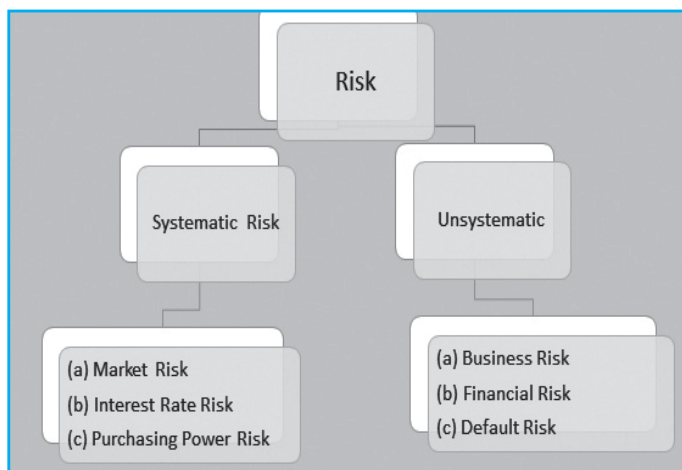 Risk
Systematic Risk
Unsystematic
(a) Market Risk
(b) Interest Rate Risk
(c) Purchasing Power Risk
(a) Business Risk
(b) Financial Risk
(c) Default Risk